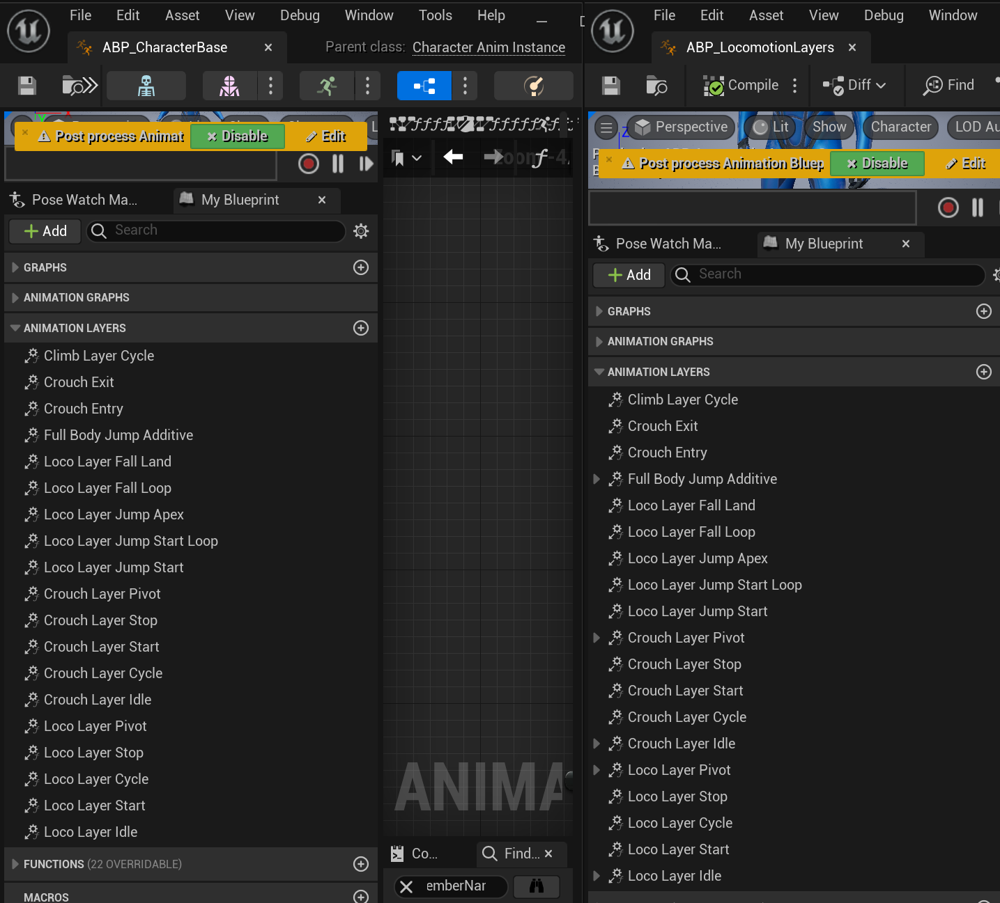 File Edit Asset View Debug Window Tools Help
ABP_CharacterBase
Parent class: Character Anim Instance
Post process Animat
Disable
Edit
Pose Watch Ma...
My Blueprint
Add
Search
GRAPHS
ANIMATION GRAPHS
ANIMATION LAYERS
Climb Layer Cycle
Crouch Exit
Crouch Entry
Full Body Jump Additive
Loco Layer Fall Land
Loco Layer Fall Loop
Loco Layer Jump Apex
Loco Layer Jump Start Loop
Loco Layer Jump Start
Crouch Layer Pivot
Crouch Layer Stop
Crouch Layer Start
Crouch Layer Cycle
Crouch Layer Idle
Loco Layer Pivot
Loco Layer Stop
Loco Layer Cycle
Loco Layer Start
Loco Layer Idle
FUNCTIONS (22 OVERRIDABLE)
MACROS
Zoom -4
ANIMA
Co...
Find...
emberNar
File Edit Asset View Debug Window
ABP_LocomotionLayers
Compile
Diff
Find
Perspective
Lit
Show
Character
LOD Au
Z
Post process Animation Bluep
Disable
Edit
Pose Watch Ma...
My Blueprint
Add
Search
GRAPHS
ANIMATION GRAPHS
ANIMATION LAYERS
Climb Layer Cycle
Crouch Exit
Crouch Entry
Full Body Jump Additive
Loco Layer Fall Land
Loco Layer Fall Loop
Loco Layer Jump Apex
Loco Layer Jump Start Loop
Loco Layer Jump Start
Crouch Layer Pivot
Crouch Layer Stop
Crouch Layer Start
Crouch Layer Cycle
Crouch Layer Idle
Loco Layer Pivot
Loco Layer Stop
Loco Layer Cycle
Loco Layer Start
Loco Layer Idle